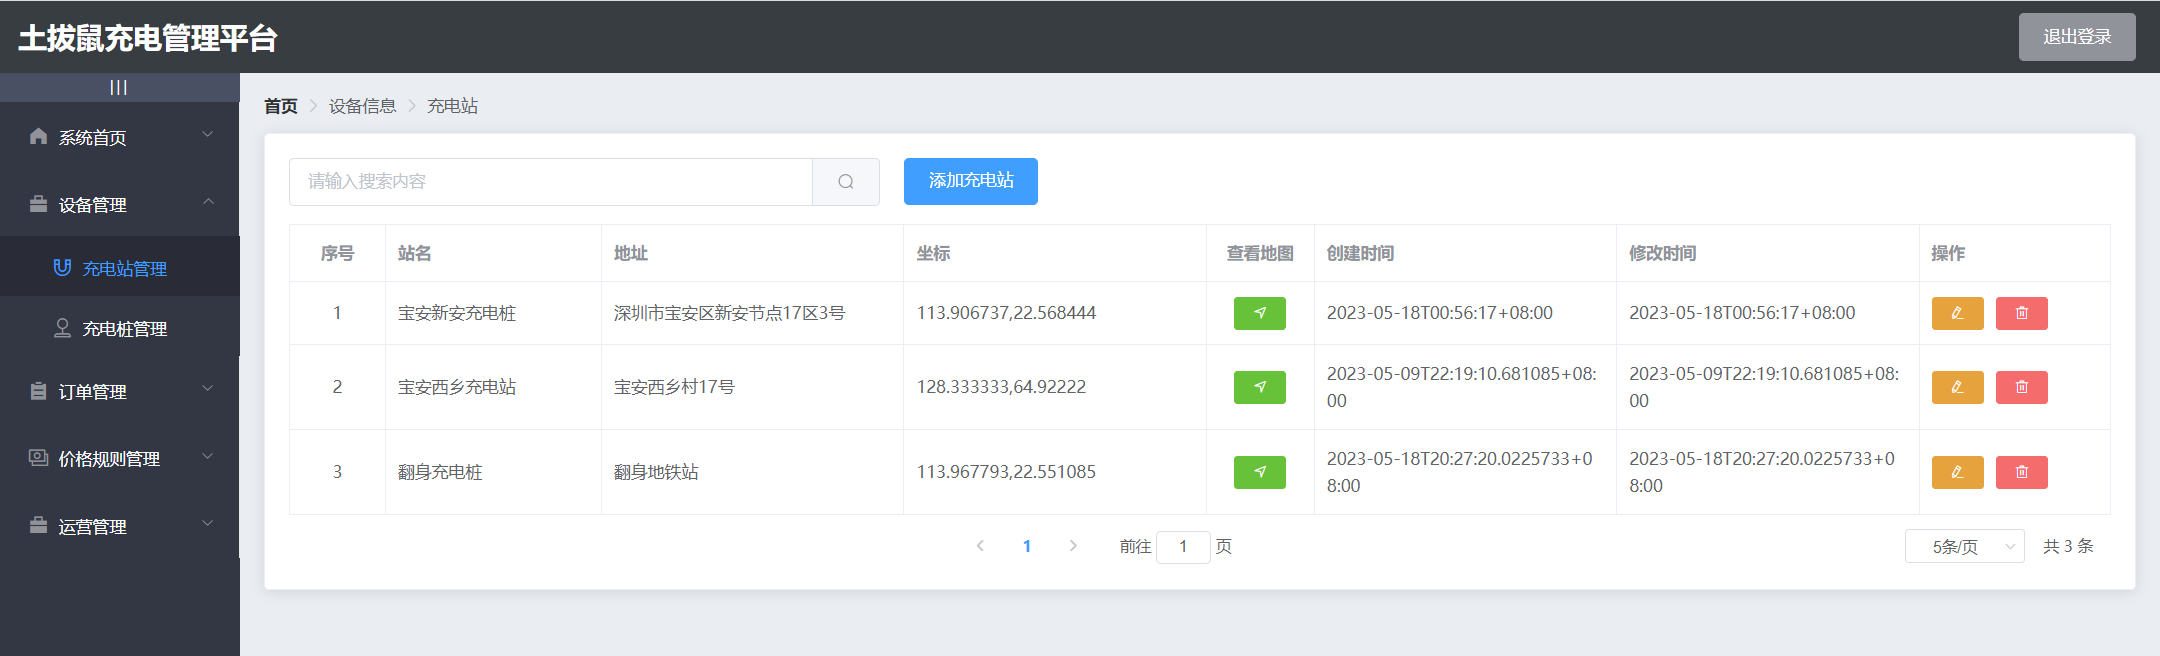 土拔鼠充电管理平台
退出登录
|||
系统首页
设备管理
充电站管理
充电桩管理
订单管理
价格规则管理
运营管理
首页 > 设备信息 > 充电站
请输入搜索内容
添加充电站
序号 站名 地址 坐标 查看地图 创建时间 修改时间 操作
1 宝安新安充电桩 深圳市宝安区新安节点17区3号 113.906737,22.568444 2023-05-18T00:56:17+08:00 2023-05-18T00:56:17+08:00
2 宝安西乡充电站 宝安西乡村17号 128.333333,64.92222 2023-05-09T22:19:10.681085+08:00 2023-05-09T22:19:10.681085+08:00
3 翻身充电桩 翻身地铁站 113.967793,22.551085 2023-05-18T20:27:20.0225733+08:00 2023-05-18T20:27:20.0225733+08:00
1 前往 1 页 5条/页 共 3 条